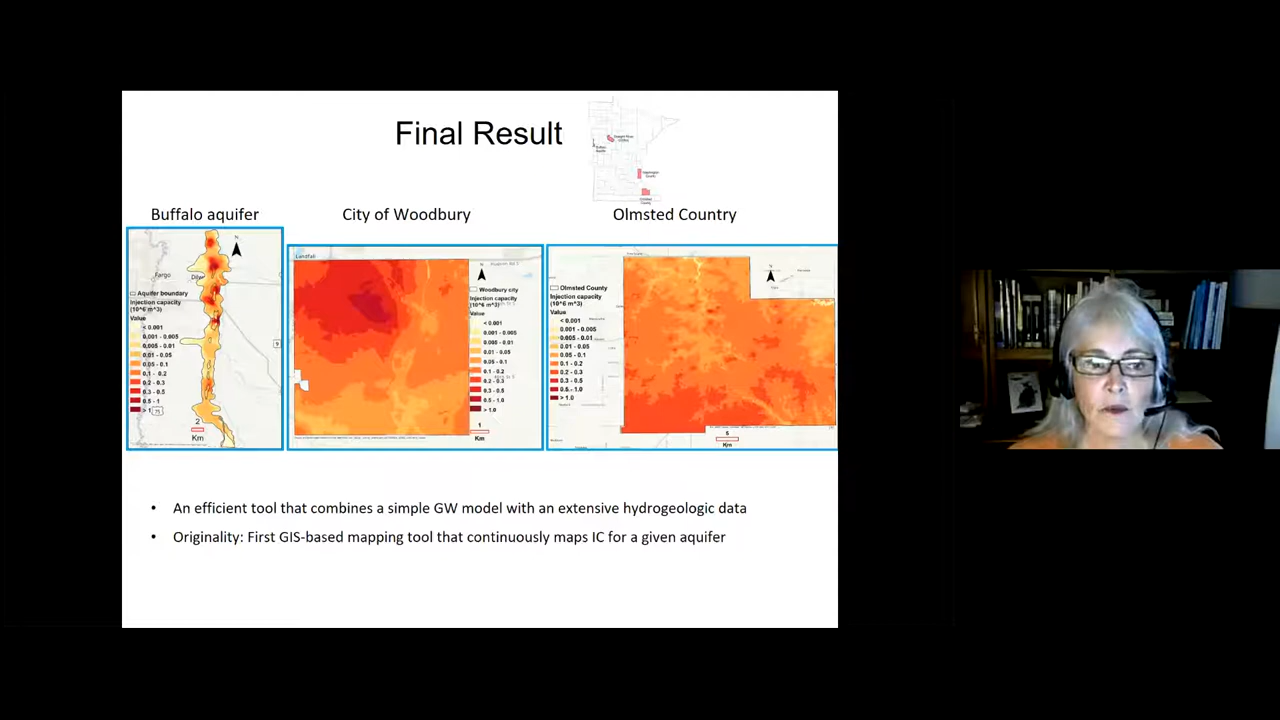 Final Result
Buffalo aquifer
City of Woodbury
Olmsted Country
Fargo
Aquifer boundary
Injection capacity
(10^6 m^3)
Value
< 0.001
0.001 - 0.005
0.005 - 0.01
0.01 - 0.05
0.05 - 0.1
0.1 - 0.2
0.2 - 0.3
0.3 - 0.5
0.5 - 1
> 1
N
2
Km
Landfall
N
Woodbury city
Injection capacity
(10^6 m^3)
Value
< 0.001
0.001 - 0.005
0.005 - 0.01
0.01 - 0.05
0.05 - 0.1
0.1 - 0.2
0.2 - 0.3
0.3 - 0.5
0.5 - 1.0
> 1.0
1
Km
Olmsted County
Injection capacity
(10^6 m^3)
Value
< 0.001
0.001 - 0.005
0.005 - 0.01
0.01 - 0.05
0.05 - 0.1
0.1 - 0.2
0.2 - 0.3
0.3 - 0.5
0.5 - 1.0
> 1.0
N
5
Km
• An efficient tool that combines a simple GW model with an extensive hydrogeologic data
• Originality: First GIS-based mapping tool that continuously maps IC for a given aquifer